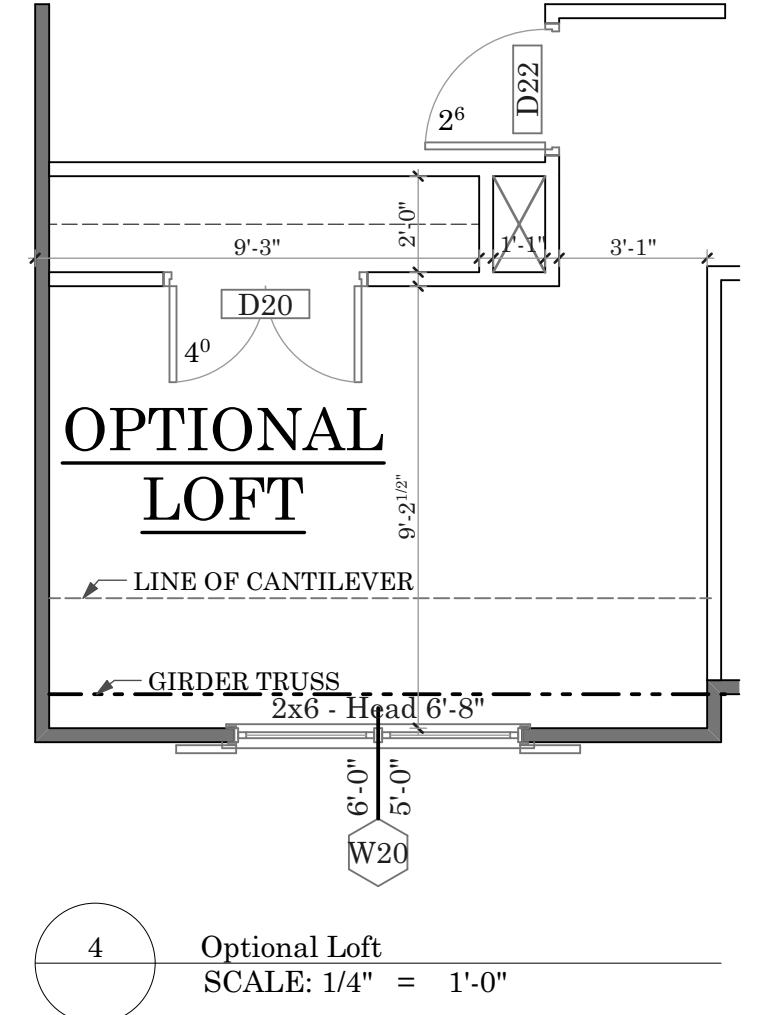 D22
2⁶
2'-0"
9'-3"
1'-1"
3'-1"
D20
4⁰
OPTIONAL
LOFT
9'-2 1/2"
LINE OF CANTILEVER
GIRDER TRUSS
2x6 - Head 6'-8"
6'-0"
5'-0"
W20
4
Optional Loft
SCALE: 1/4" = 1'-0"